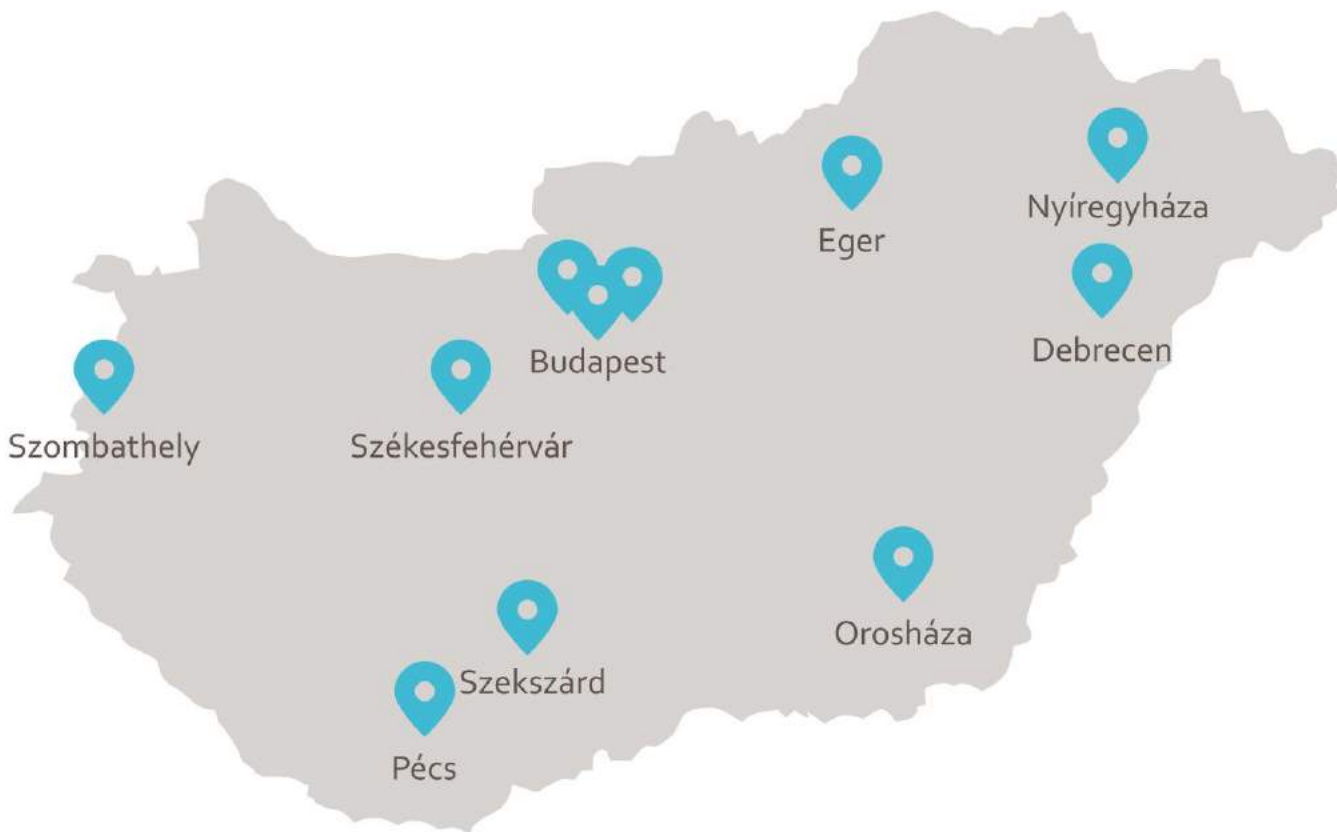 Nyíregyháza
Eger
Debrecen
Budapest
Szombathely
Székesfehérvár
Orosháza
Szekszárd
Pécs